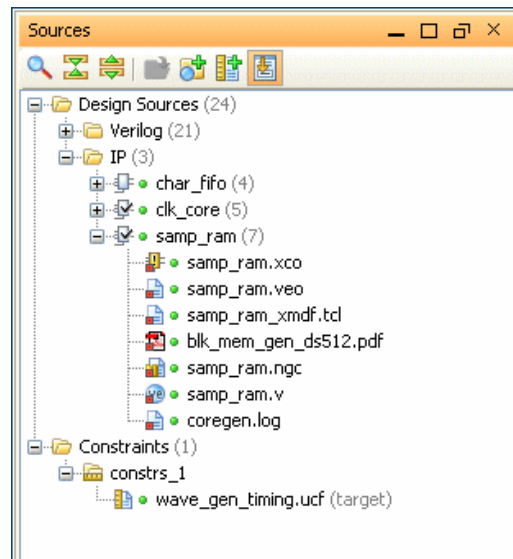 Sources
Design Sources (24)
Verilog (21)
IP (3)
char_fifo (4)
clk_core (5)
samp_ram (7)
samp_ram.xco
samp_ram.veo
samp_ram_xmdf.tcl
blk_mem_gen_ds512.pdf
samp_ram.ngc
samp_ram.v
coregen.log
Constraints (1)
constrs_1
wave_gen_timing.ucf (target)